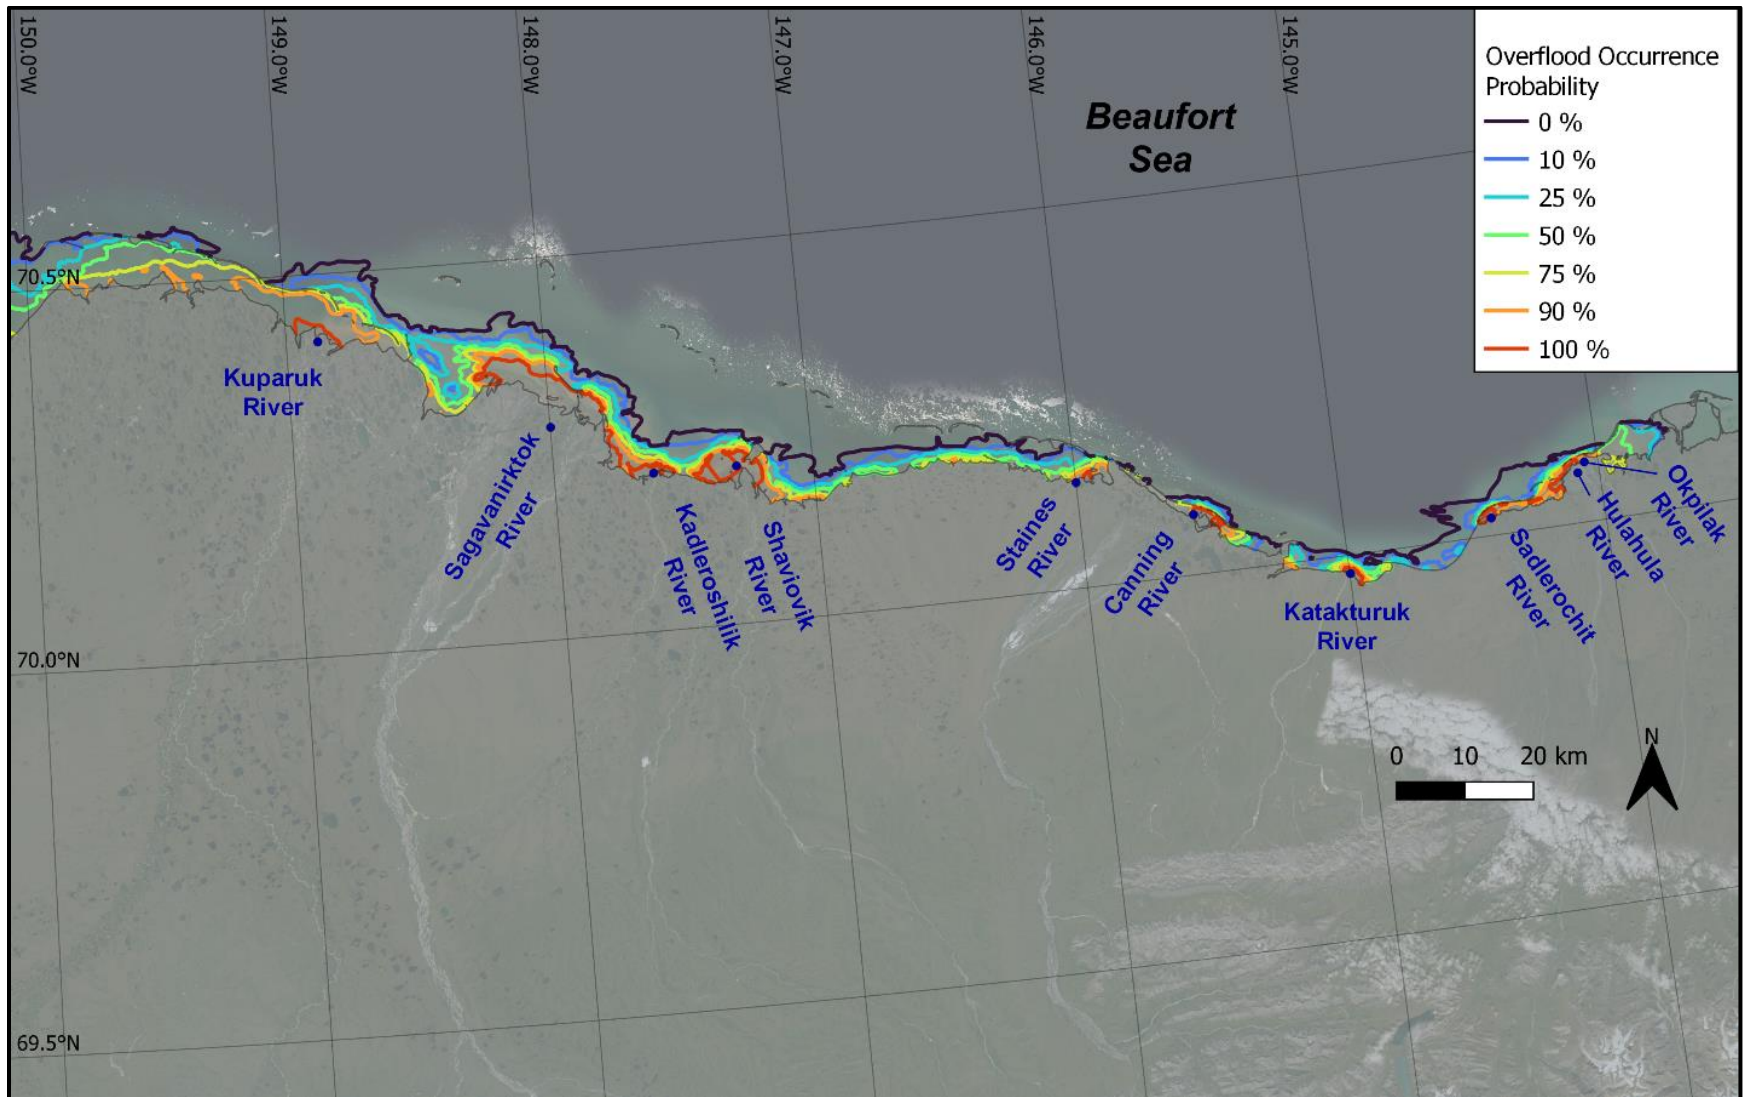 150.0°W
149.0°W
148.0°W
147.0°W
146.0°W
145.0°W
Beaufort
Sea
Overflood Occurrence
Probability
0 %
10 %
25 %
50 %
75 %
90 %
100 %
70.5°N
Kuparuk
River
Sagavanirktok
River
Kadleroshilik
River
Shaviovik
River
Staines
River
Canning
River
Katakturuk
River
Sadlerochit
River
Hulahula
River
Okpilak
River
70.0°N
0 10 20 km
N
69.5°N